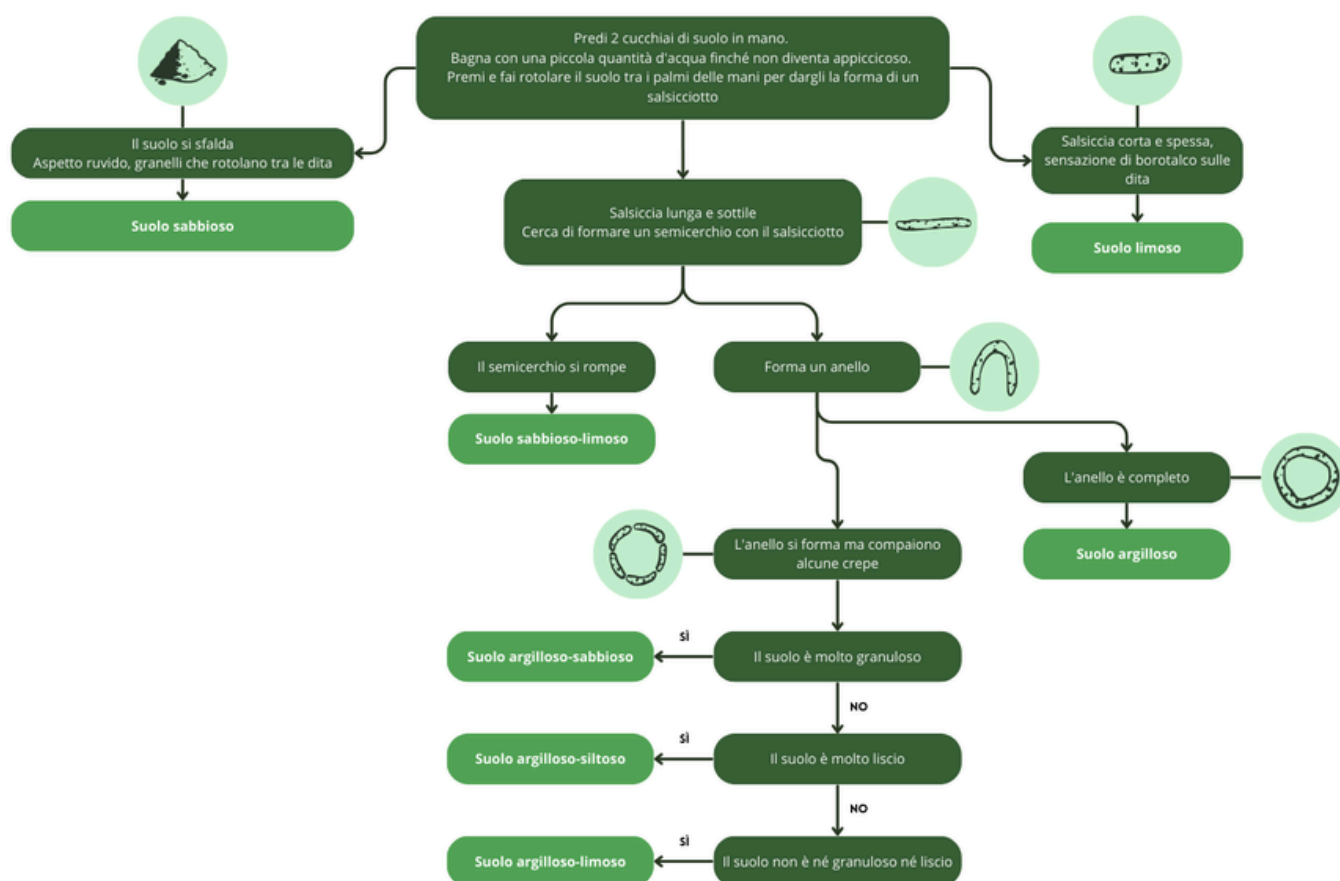 Predi 2 cucchiai di suolo in mano.
Bagna con una piccola quantità d'acqua finché non diventa appiccicoso.
Premi e fai rotolare il suolo tra i palmi delle mani per dargli la forma di un
salsicciotto
Il suolo si sfalda
Aspetto ruvido, granelli che rotolano tra le dita
Suolo sabbioso
Salsiccia corta e spessa,
sensazione di borotalco sulle
dita
Suolo limoso
Salsiccia lunga e sottile
Cerca di formare un semicerchio con il salsicciotto
Il semicerchio si rompe
Suolo sabbioso-limoso
Forma un anello
L'anello è completo
Suolo argilloso
L'anello si forma ma compaiono
alcune crepe
Il suolo è molto granuloso
SÌ
Suolo argilloso-sabbioso
NO
Il suolo è molto liscio
SÌ
Suolo argilloso-siltoso
NO
Il suolo non è né granuloso né liscio
SÌ
Suolo argilloso-limoso